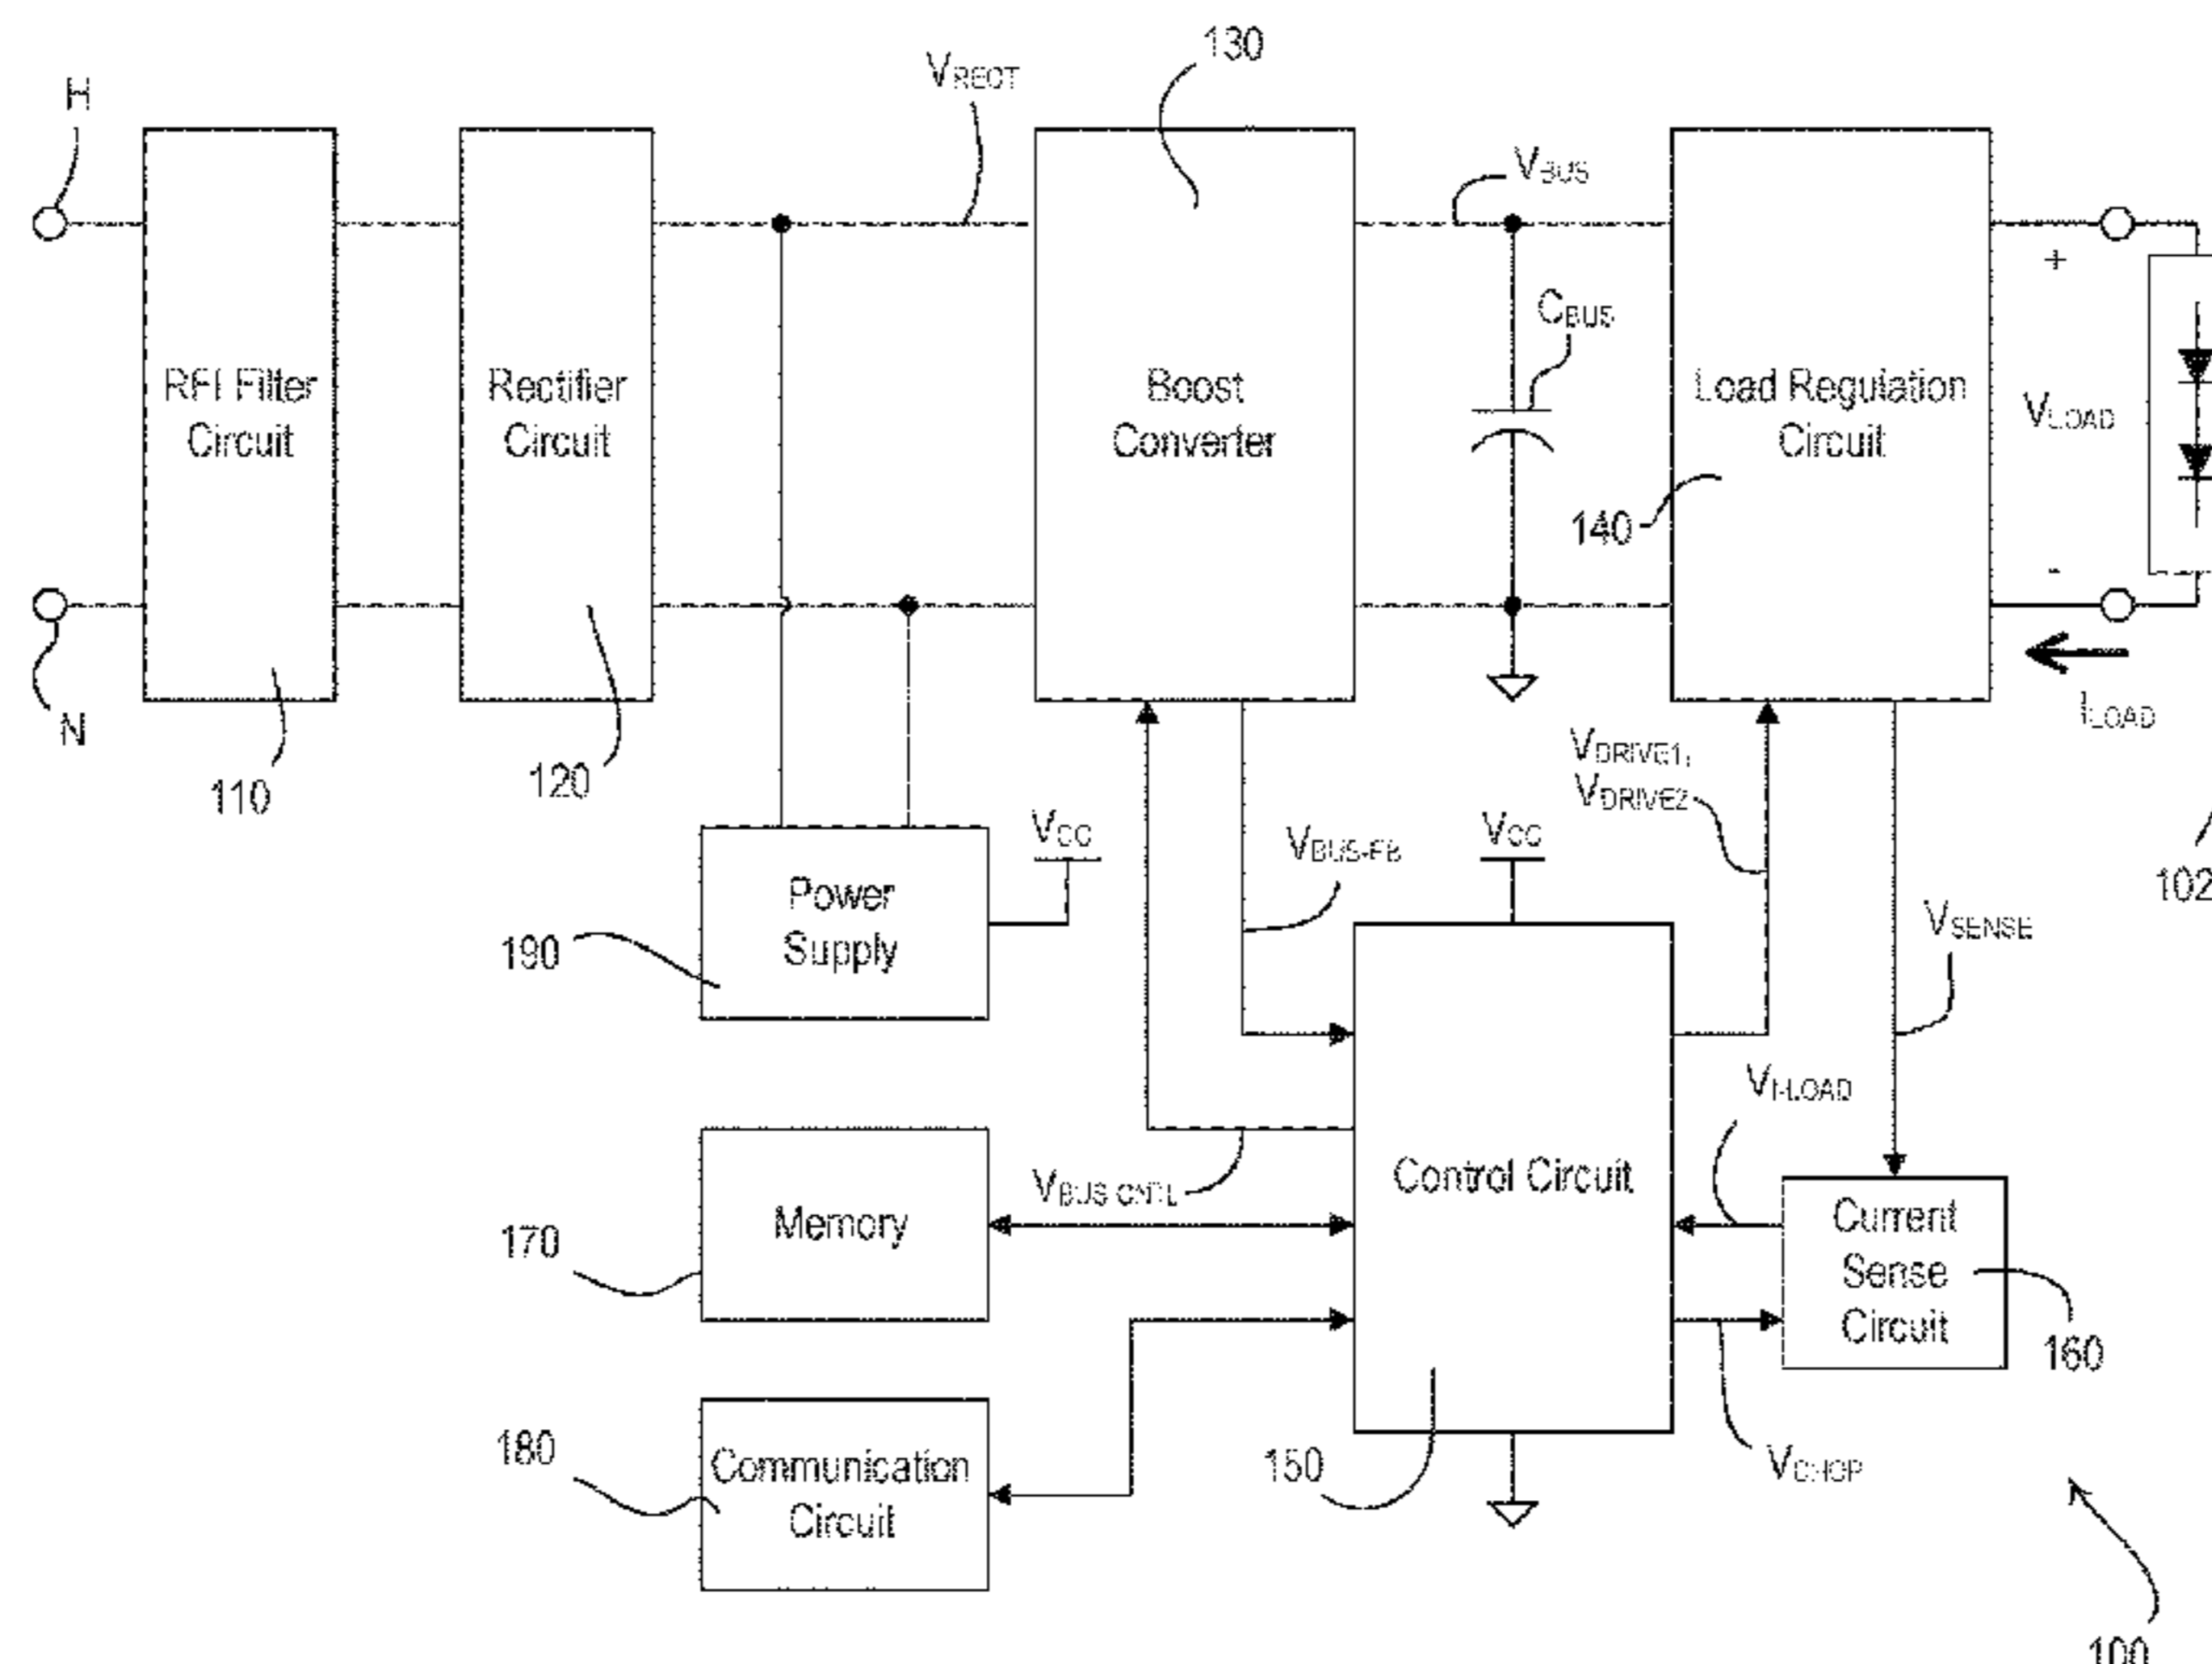 130
H
VRECT
VBUS
CBUS
+
RFI Filter
Circuit
Rectifier
Circuit
Boost
Converter
Load Regulation
Circuit
VLOAD
140
-
N
ILOAD
110
120
VDRIVE1,
VDRIVE2
VCC
VCC
VBUS-FB
102
Power
Supply
190
VSENSE
VI-LOAD
Control Circuit
VBUS-CNTL
Memory
170
Current
Sense
Circuit
160
180
Communication
Circuit
150
VCHOP
100